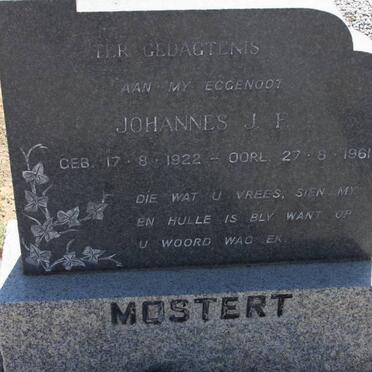 TER GEDAGTENIS
AAN MY EGGENOOT
JOHANNES J. F.
GEB. 17-8-1922 - OORL. 27-8-1961
DIE WAT U VREES, SIEN MY
EN HULLE IS BLY WANT OP
U WOORD WAG EK.
MOSTERT